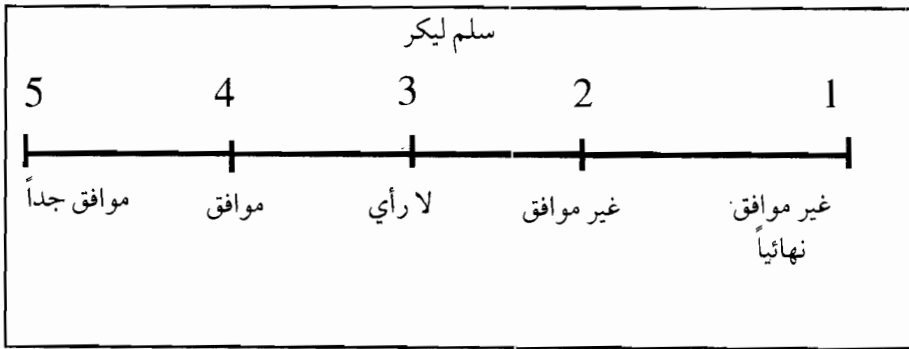 سلم ليكر
1 2 3 4 5
غير موافق نهائياً
غير موافق
لا رأي
موافق
موافق جداً